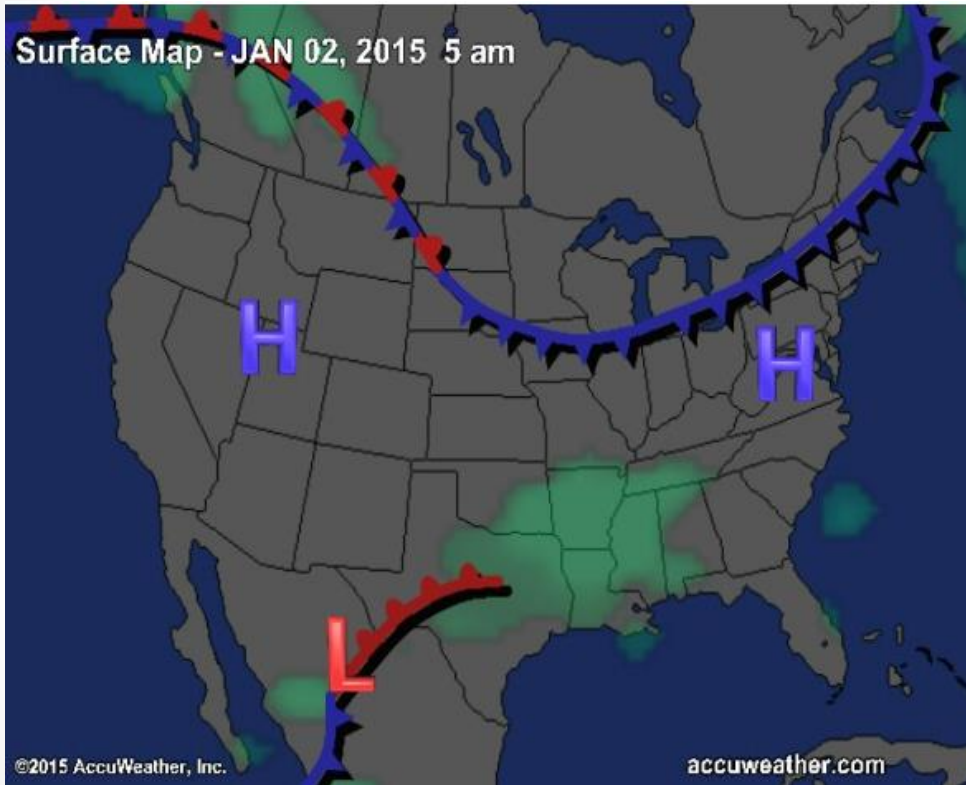 Surface Map - JAN 02, 2015 5 am
H
H
L
©2015 AccuWeather, Inc.
accuweather.com